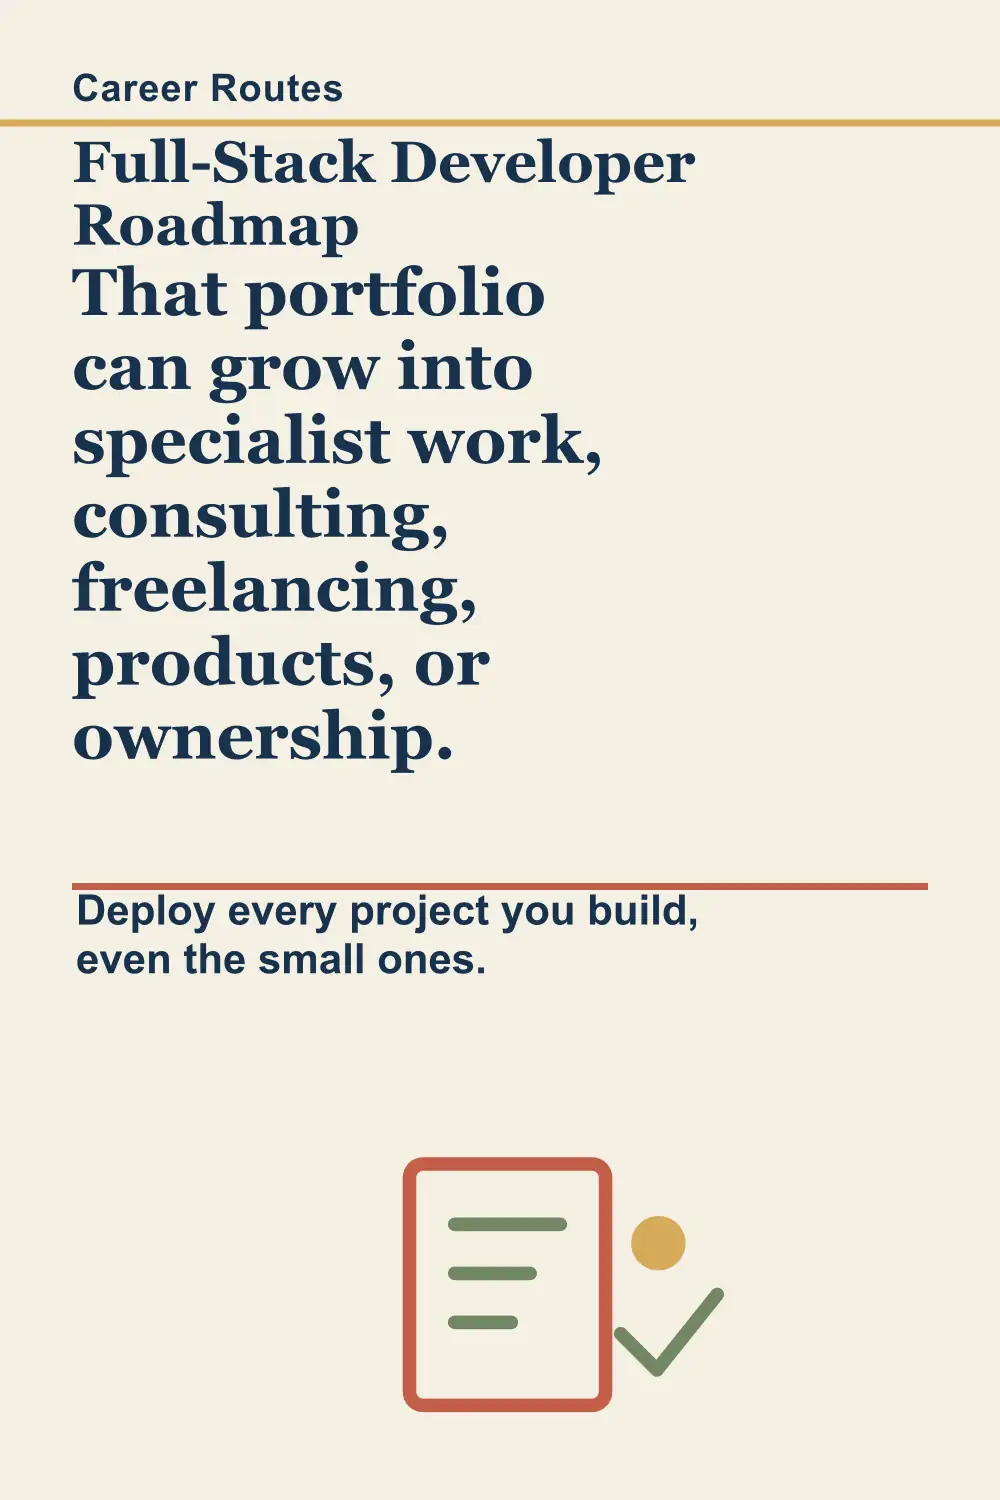 Career Routes
Full-Stack Developer
Roadmap
That portfolio
can grow into
specialist work,
consulting,
freelancing,
products, or
ownership.
Deploy every project you build,
even the small ones.